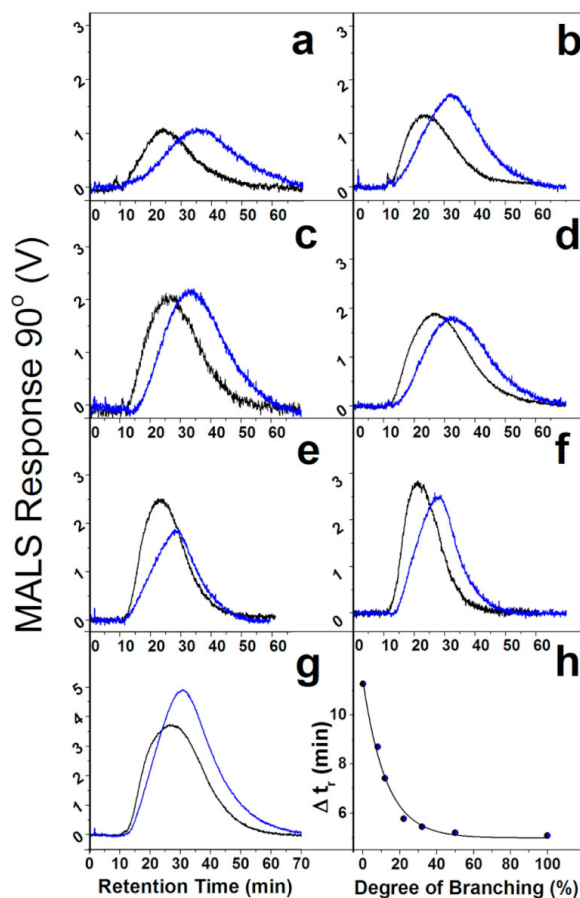 MALS Response 90° (V)
a
3
2
1
0
0 10 20 30 40 50 60
b
3
2
1
0
0 10 20 30 40 50 60
c
3
2
1
0
0 10 20 30 40 50 60
d
3
2
1
0
0 10 20 30 40 50 60
e
3
2
1
0
0 10 20 30 40 50 60
f
3
2
1
0
0 10 20 30 40 50 60
g
5
4
3
2
1
0
0 10 20 30 40 50 60 70
Retention Time (min)
h
Δ tr (min)
10
8
6
0 20 40 60 80 100
Degree of Branching (%)